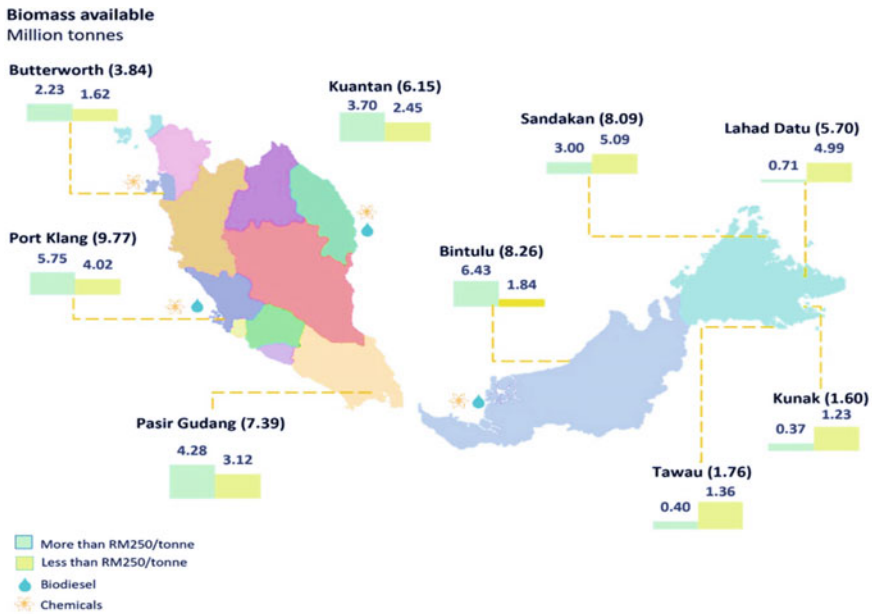 Biomass available
Million tonnes
Butterworth (3.84)
2.23 1.62
Kuantan (6.15)
3.70 2.45
Sandakan (8.09)
3.00 5.09
Lahad Datu (5.70)
0.71 4.99
Port Klang (9.77)
5.75 4.02
Bintulu (8.26)
6.43 1.84
Pasir Gudang (7.39)
4.28 3.12
Kunak (1.60)
0.37 1.23
Tawau (1.76)
0.40 1.36
More than RM250/tonne
Less than RM250/tonne
Biodiesel
Chemicals